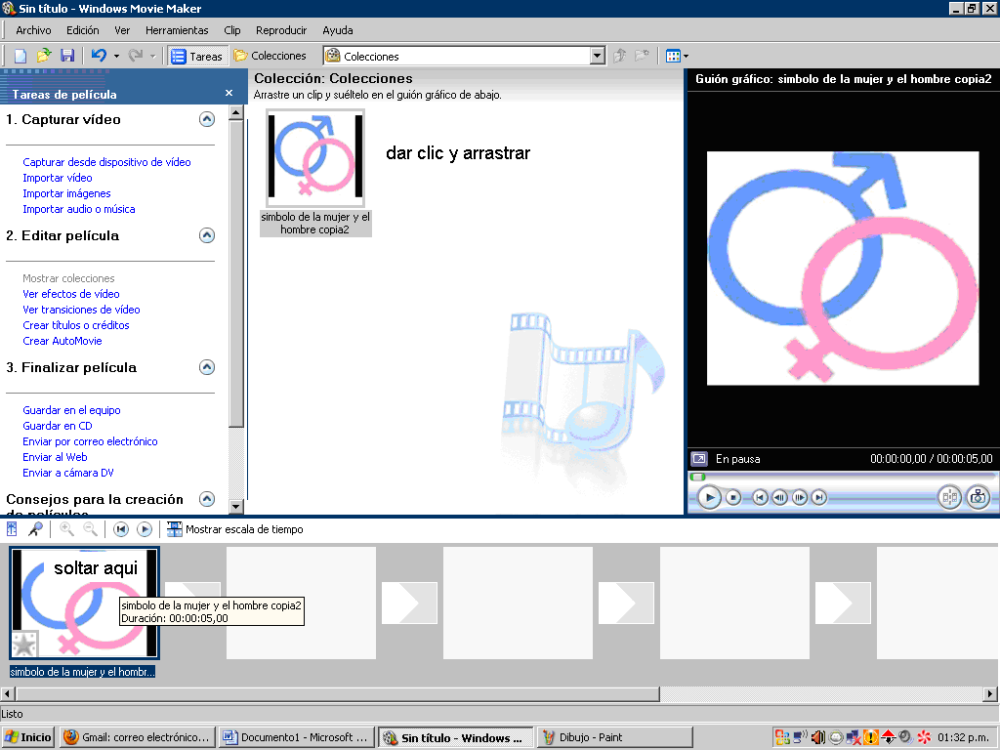 Sin título - Windows Movie Maker
Archivo Edición Ver Herramientas Clip Reproducir Ayuda
Tareas Colecciones Colecciones
Tareas de película
1. Capturar vídeo
Capturar desde dispositivo de vídeo
Importar vídeo
Importar imágenes
Importar audio o música
2. Editar película
Mostrar colecciones
Ver efectos de vídeo
Ver transiciones de vídeo
Crear títulos o créditos
Crear AutoMovie
3. Finalizar película
Guardar en el equipo
Guardar en CD
Enviar por correo electrónico
Enviar al Web
Enviar a cámara DV
Consejos para la creación
de películas
Colección: Colecciones
Arrastre un clip y suéltelo en el guión gráfico de abajo.
dar clic y arrastrar
simbolo de la mujer y el
hombre copia2
Guión gráfico: simbolo de la mujer y el hombre copia2
En pausa 00:00:00,00 / 00:00:05,00
Mostrar escala de tiempo
soltar aqui
simbolo de la mujer y el hombre copia2
Duración: 00:00:05,00
simbolo de la mujer y el hombr...
Listo
Inicio Gmail: correo electrónico... Documento1 - Microsoft ... Sin título - Windows ... Dibujo - Paint 01:32 p.m.